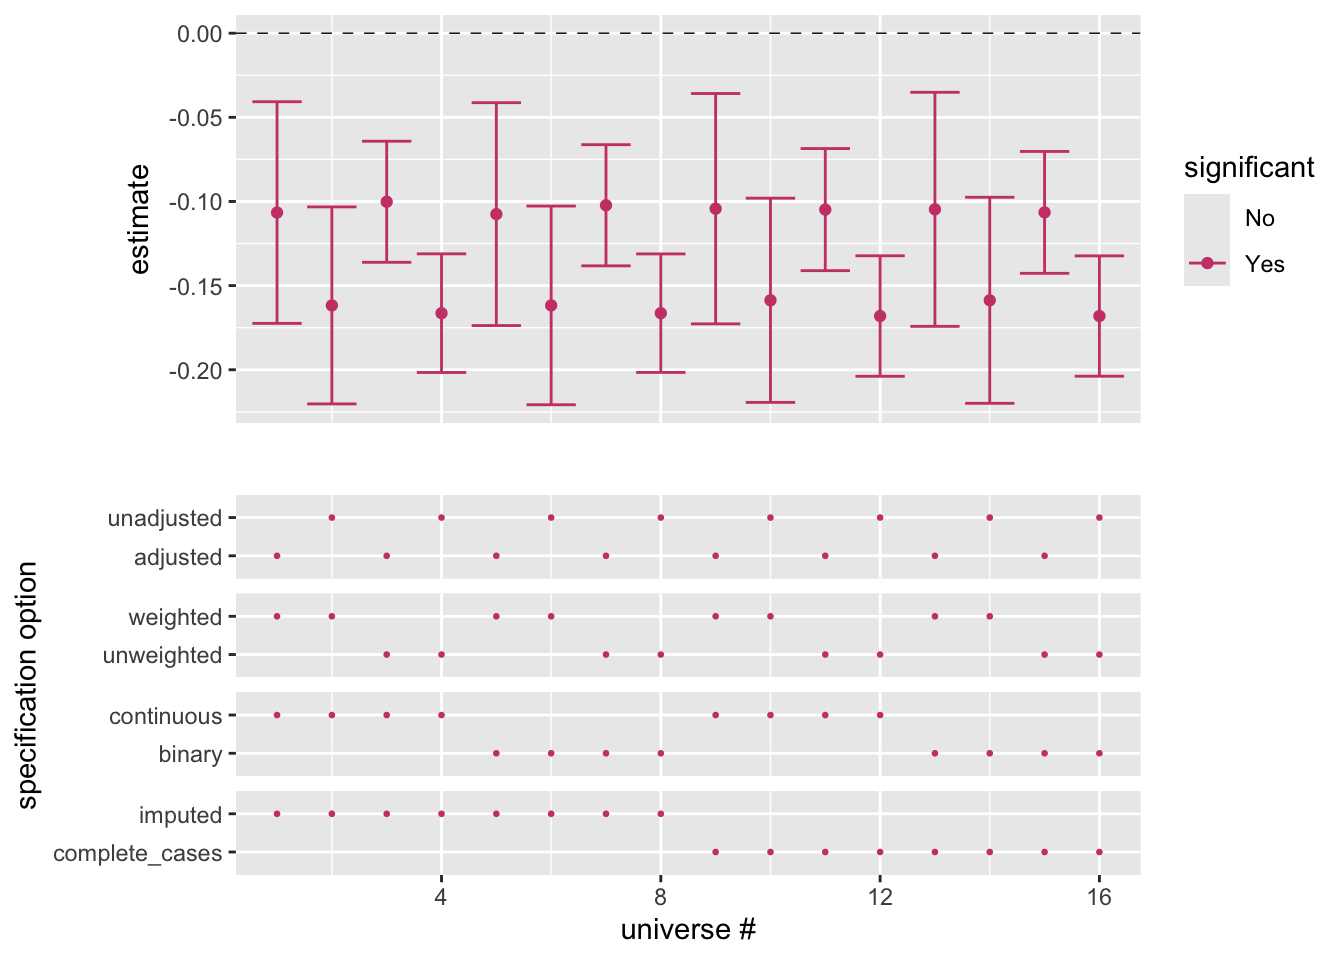 0.00
-0.05
-0.10
-0.15
-0.20
estimate
significant
No
Yes
unadjusted
adjusted
weighted
unweighted
continuous
binary
imputed
complete_cases
specification option
4 8 12 16
universe #